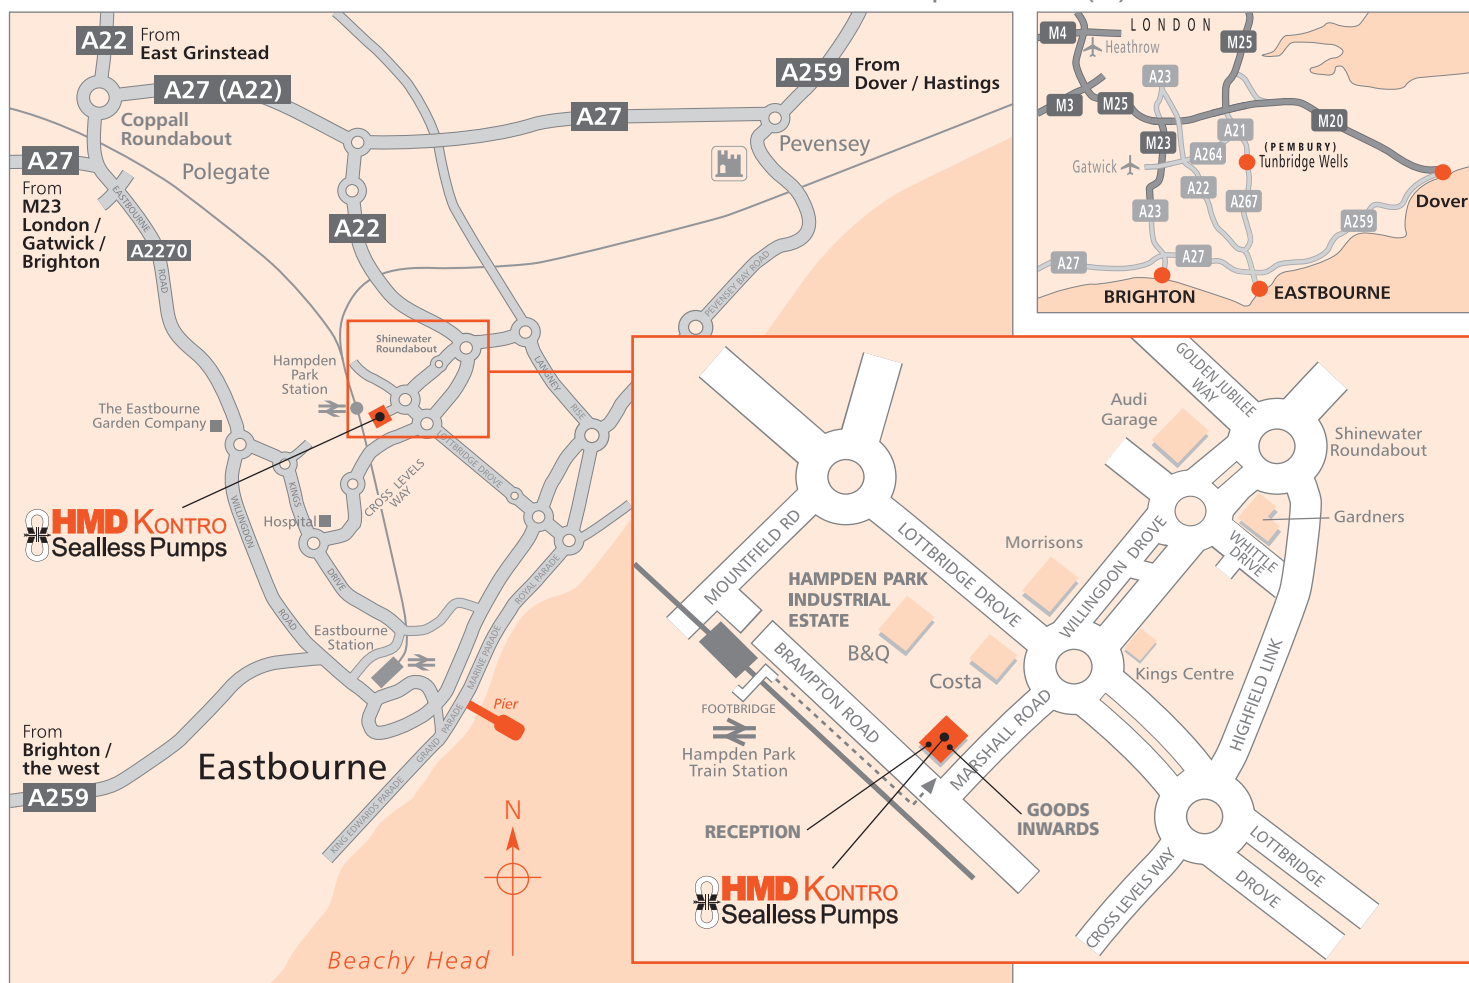 A22
From
East Grinstead
A27 (A22)
Coppall
Roundabout
A27
From
M23
London /
Gatwick /
Brighton
Polegate
EASTBOURNE
ROAD
A2270
A22
A27
A259
From
Dover / Hastings
Pevensey
PEVENSEY BAY ROAD
Shinewater
Roundabout
Hampden
Park
Station
The Eastbourne
Garden Company
LANGNEY
RISE
LOTTBRIDGE DROVE
CROSS LEVELS
WAY
KINGS
DRIVE
Hospital
WILLINGDON
ROAD
HMD KONTRO
Sealless Pumps
Eastbourne
Station
ROYAL PARADE
MARINE PARADE
GRAND PARADE
KING EDWARDS PARADE
Pier
From
Brighton /
the west
A259
Eastbourne
N
Beachy Head
LONDON
M4
Heathrow
M25
A23
M3
M25
M20
M23
A21
A264
(PEMBURY)
Tunbridge Wells
Gatwick
A22
A267
A23
A259
Dover
A27
A27
BRIGHTON
EASTBOURNE
GOLDEN JUBILEE
WAY
Audi
Garage
Shinewater
Roundabout
Gardners
WHITTLE
DRIVE
MOUNTFIELD RD
LOTTBRIDGE DROVE
Morrisons
WILLINGDON DROVE
HAMPDEN PARK
INDUSTRIAL
ESTATE
B&Q
Costa
Kings Centre
HIGHFIELD LINK
BRAMPTON ROAD
MARSHALL ROAD
FOOTBRIDGE
Hampden Park
Train Station
RECEPTION
GOODS
INWARDS
HMD KONTRO
Sealless Pumps
CROSS LEVELS WAY
LOTTBRIDGE
DROVE